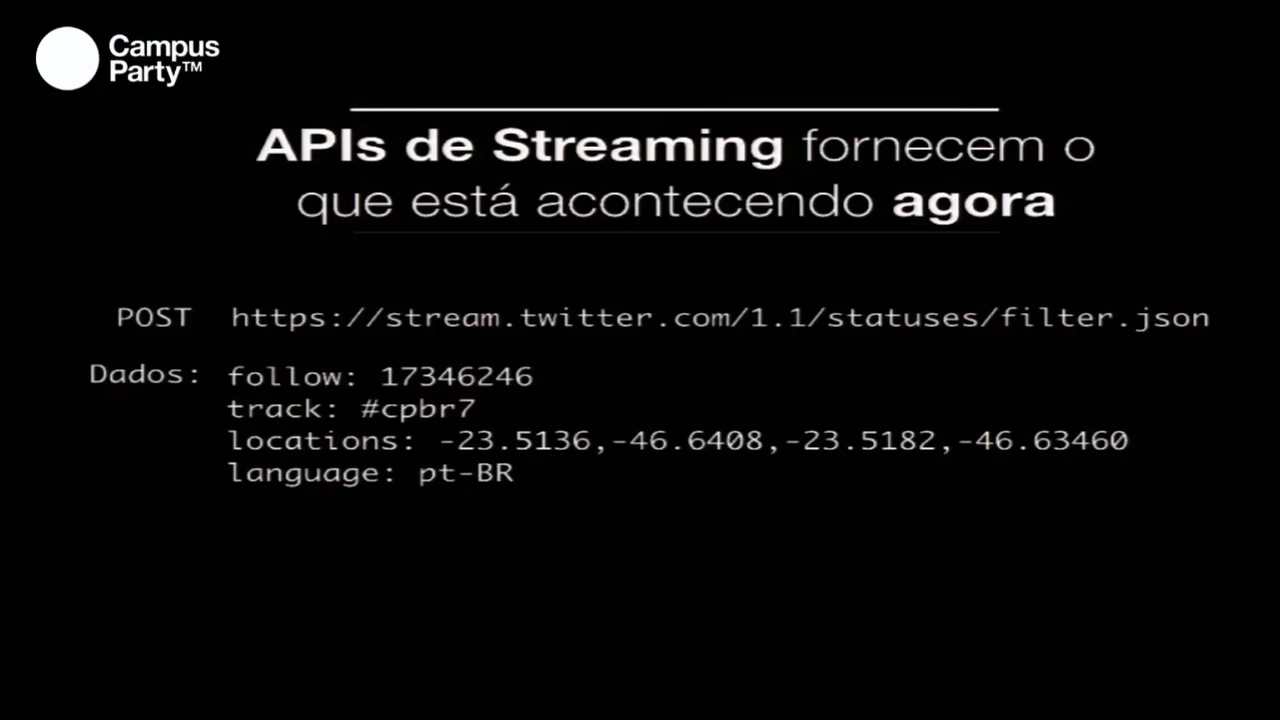 Campus
Party™
APIs de Streaming fornecem o
que está acontecendo agora
POST https://stream.twitter.com/1.1/statuses/filter.json
Dados: follow: 17346246
track: #cpbr7
locations: -23.5136,-46.6408,-23.5182,-46.63460
language: pt-BR